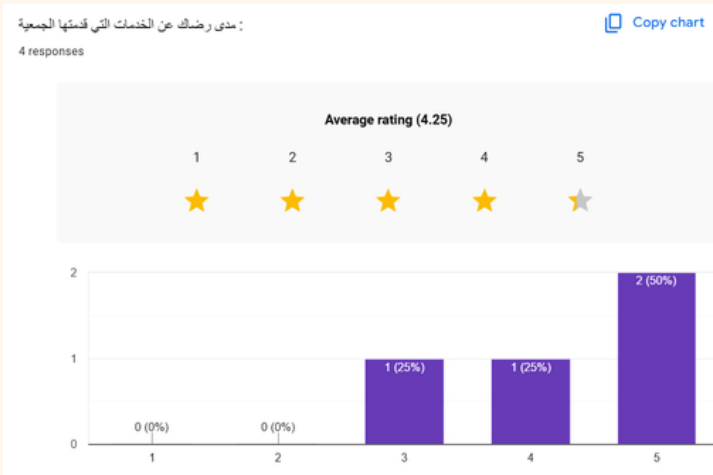 مدى رضاك عن الخدمات التي قدمتها الجمعية :
Copy chart
4 responses
Average rating (4.25)
1 2 3 4 5
2
2 (50%)
1
1 (25%) 1 (25%)
0 (0%) 0 (0%)
0
1 2 3 4 5